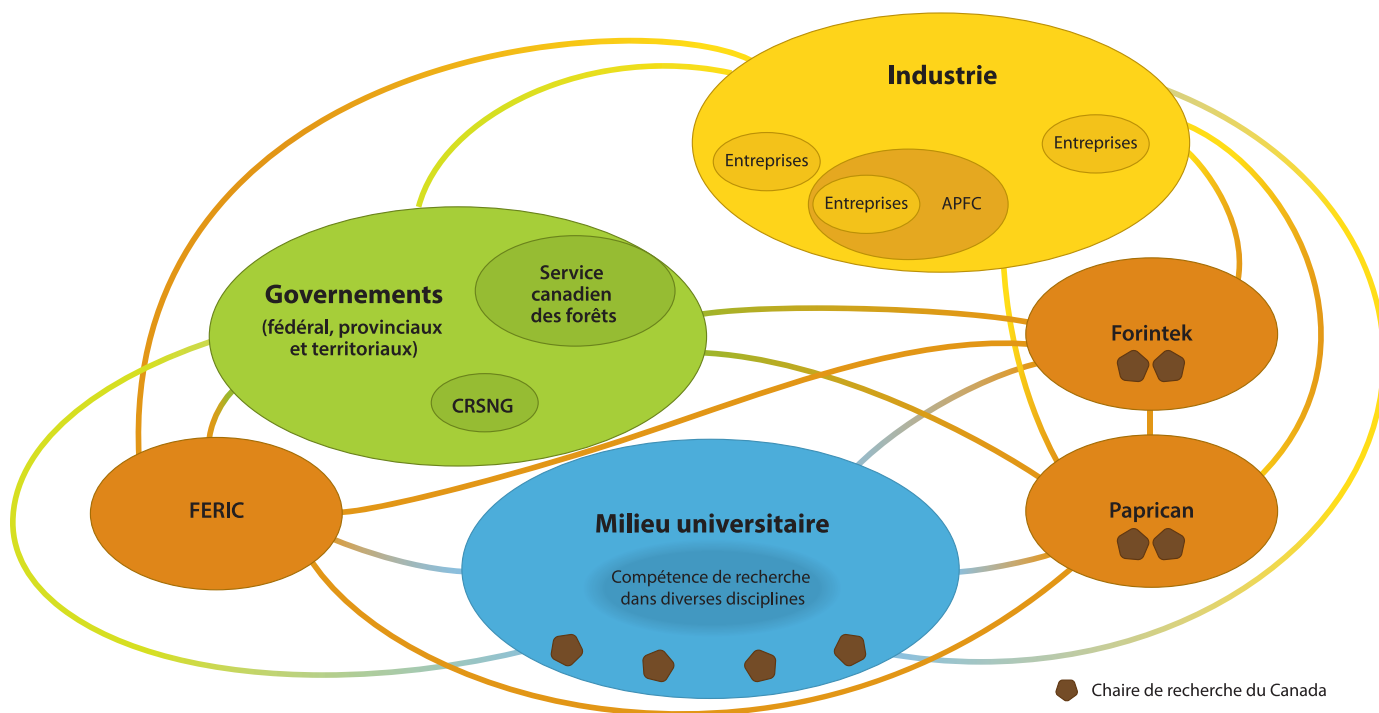 Industrie
Entreprises
Entreprises
Entreprises
APFC
Governements
(fédéral, provinciaux
et territoriaux)
Service
canadien
des forêts
CRSNG
Forintek
FERIC
Paprican
Milieu universitaire
Compétence de recherche
dans diverses disciplines
Chaire de recherche du Canada